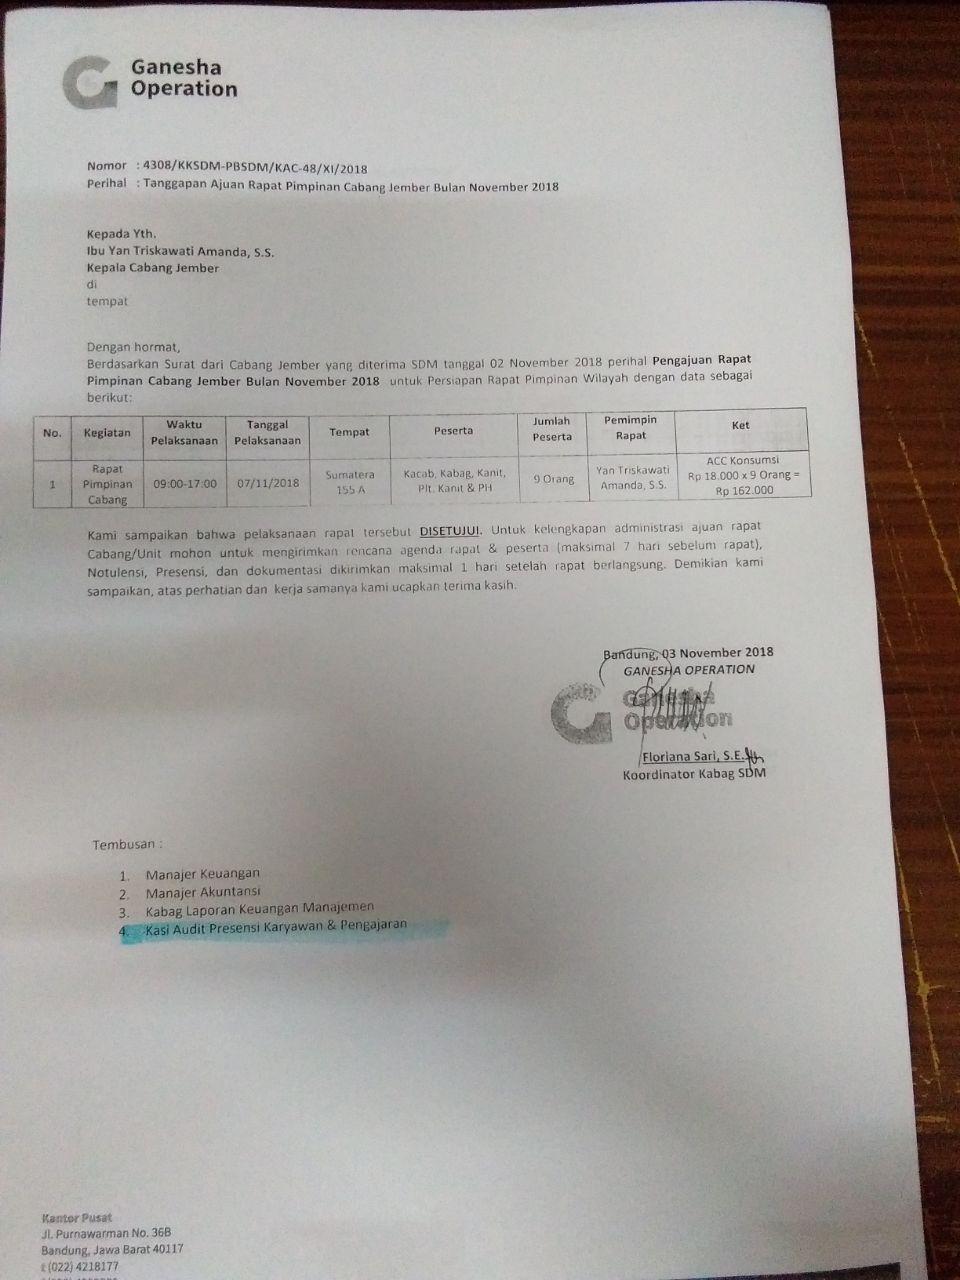 Ganesha
Operation
Nomor : 4308/KKSDM-PBSDM/KAC-48/XI/2018
Perihal : Tanggapan Ajuan Rapat Pimpinan Cabang Jember Bulan November 2018
Kepada Yth.
Ibu Yan Triskawati Amanda, S.S.
Kepala Cabang Jember
di
tempat
Dengan hormat,
Berdasarkan Surat dari Cabang Jember yang diterima SDM tanggal 02 November 2018 perihal Pengajuan Rapat
Pimpinan Cabang Jember Bulan November 2018 untuk Persiapan Rapat Pimpinan Wilayah dengan data sebagai
berikut:
No. Kegiatan Waktu Pelaksanaan Tanggal Pelaksanaan Tempat Peserta Jumlah Peserta Pemimpin Rapat Ket
1 Rapat Pimpinan Cabang 09:00-17:00 07/11/2018 Sumatera 155 A Kacab, Kabag, Kanit, Plt. Kanit & PH 9 Orang Yan Triskawati Amanda, S.S. ACC Konsumsi Rp 18.000 x 9 Orang = Rp 162.000
Kami sampaikan bahwa pelaksanaan rapat tersebut DISETUJUI. Untuk kelengkapan administrasi ajuan rapat
Cabang/Unit mohon untuk mengirimkan rencana agenda rapat & peserta (maksimal 7 hari sebelum rapat),
Notulensi, Presensi, dan dokumentasi dikirimkan maksimal 1 hari setelah rapat berlangsung. Demikian kami
sampaikan, atas perhatian dan kerja samanya kami ucapkan terima kasih.
Bandung, 03 November 2018
GANESHA OPERATION
Ganesha
Operation
Floriana Sari, S.E.
Koordinator Kabag SDM
Tembusan :
1. Manajer Keuangan
2. Manajer Akuntansi
3. Kabag Laporan Keuangan Manajemen
4. Kasi Audit Presensi Karyawan & Pengajaran
Kantor Pusat
Jl. Purnawarman No. 36B
Bandung, Jawa Barat 40117
t (022) 4218177